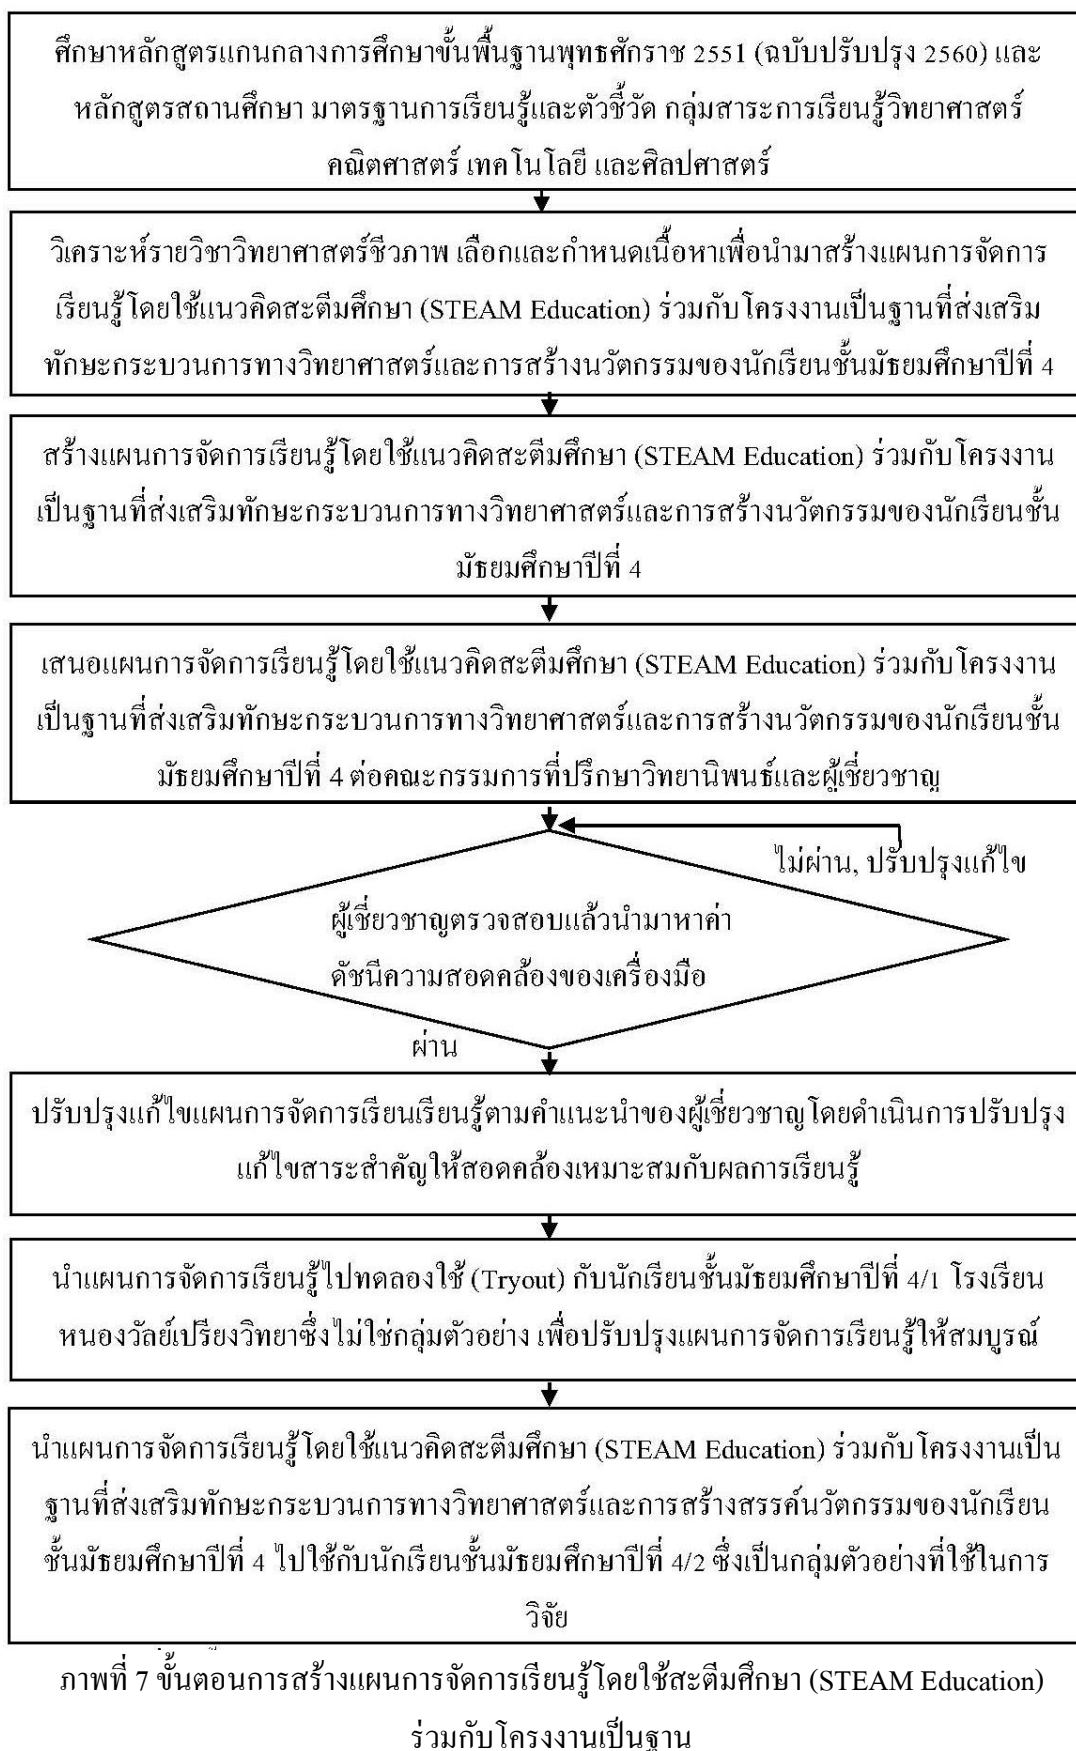 ศึกษาหลักสูตรแกนกลางการศึกษาขั้นพื้นฐานพุทธศักราช 2551 (ฉบับปรับปรุง 2560) และ
หลักสูตรสถานศึกษา มาตรฐานการเรียนรู้และตัวชี้วัด กลุ่มสาระการเรียนรู้วิทยาศาสตร์
คณิตศาสตร์ เทคโนโลยี และศิลปศาสตร์
วิเคราะห์รายวิชาวิทยาศาสตร์ชีวภาพ เลือกและกำหนดเนื้อหาเพื่อนำมาสร้างแผนการจัดการ
เรียนรู้โดยใช้แนวคิดสะตีมศึกษา (STEAM Education) ร่วมกับโครงงานเป็นฐานที่ส่งเสริม
ทักษะกระบวนการทางวิทยาศาสตร์และการสร้างนวัตกรรมของนักเรียนชั้นมัธยมศึกษาปีที่ 4
สร้างแผนการจัดการเรียนรู้โดยใช้แนวคิดสะตีมศึกษา (STEAM Education) ร่วมกับโครงงาน
เป็นฐานที่ส่งเสริมทักษะกระบวนการทางวิทยาศาสตร์และการสร้างนวัตกรรมของนักเรียนชั้น
มัธยมศึกษาปีที่ 4
เสนอแผนการจัดการเรียนรู้โดยใช้แนวคิดสะตีมศึกษา (STEAM Education) ร่วมกับโครงงาน
เป็นฐานที่ส่งเสริมทักษะกระบวนการทางวิทยาศาสตร์และการสร้างนวัตกรรมของนักเรียนชั้น
มัธยมศึกษาปีที่ 4 ต่อคณะกรรมการที่ปรึกษาวิทยานิพนธ์และผู้เชี่ยวชาญ
ไม่ผ่าน, ปรับปรุงแก้ไข
ผู้เชี่ยวชาญตรวจสอบแล้วนำมาหาค่า
ดัชนีความสอดคล้องของเครื่องมือ
ผ่าน
ปรับปรุงแก้ไขแผนการจัดการเรียนเรียนรู้ตามคำแนะนำของผู้เชี่ยวชาญโดยดำเนินการปรับปรุง
แก้ไขสาระสำคัญให้สอดคล้องเหมาะสมกับผลการเรียนรู้
นำแผนการจัดการเรียนรู้ไปทดลองใช้ (Tryout) กับนักเรียนชั้นมัธยมศึกษาปีที่ 4/1 โรงเรียน
หนองวัลย์เปรียงวิทยาซึ่งไม่ใช่กลุ่มตัวอย่าง เพื่อปรับปรุงแผนการจัดการเรียนรู้ให้สมบูรณ์
นำแผนการจัดการเรียนรู้โดยใช้แนวคิดสะตีมศึกษา (STEAM Education) ร่วมกับโครงงานเป็น
ฐานที่ส่งเสริมทักษะกระบวนการทางวิทยาศาสตร์และการสร้างสรรค์นวัตกรรมของนักเรียน
ชั้นมัธยมศึกษาปีที่ 4 ไปใช้กับนักเรียนชั้นมัธยมศึกษาปีที่ 4/2 ซึ่งเป็นกลุ่มตัวอย่างที่ใช้ในการ
วิจัย
ภาพที่ 7 ขั้นตอนการสร้างแผนการจัดการเรียนรู้โดยใช้สะตีมศึกษา (STEAM Education)
ร่วมกับโครงงานเป็นฐาน